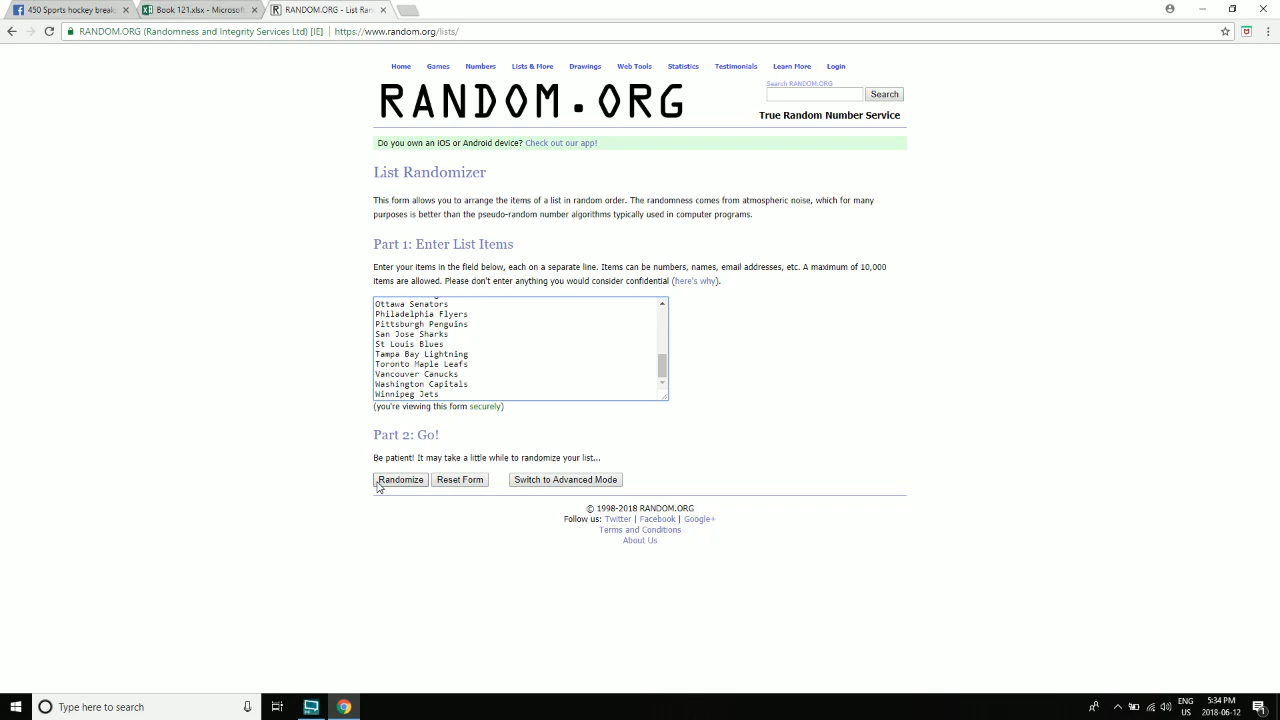 450 Sports hockey break
Book 121.xlsx - Microsoft
RANDOM.ORG - List Ran
RANDOM.ORG (Randomness and Integrity Services Ltd) [IE]
https://www.random.org/lists/
Home Games Numbers Lists & More Drawings Web Tools Statistics Testimonials Learn More Login
RANDOM.ORG
Search RANDOM.ORG
Search
True Random Number Service
Do you own an iOS or Android device? Check out our app!
List Randomizer
This form allows you to arrange the items of a list in random order. The randomness comes from atmospheric noise, which for many
purposes is better than the pseudo-random number algorithms typically used in computer programs.
Part 1: Enter List Items
Enter your items in the field below, each on a separate line. Items can be numbers, names, email addresses, etc. A maximum of 10,000
items are allowed. Please don't enter anything you would consider confidential (here's why).
Ottawa Senators
Philadelphia Flyers
Pittsburgh Penguins
San Jose Sharks
St Louis Blues
Tampa Bay Lightning
Toronto Maple Leafs
Vancouver Canucks
Washington Capitals
Winnipeg Jets
(you're viewing this form securely)
Part 2: Go!
Be patient! It may take a little while to randomize your list...
Randomize Reset Form Switch to Advanced Mode
© 1998-2018 RANDOM.ORG
Follow us: Twitter | Facebook | Google+
Terms and Conditions
About Us
Type here to search
ENG
US
5:34 PM
2018-06-12